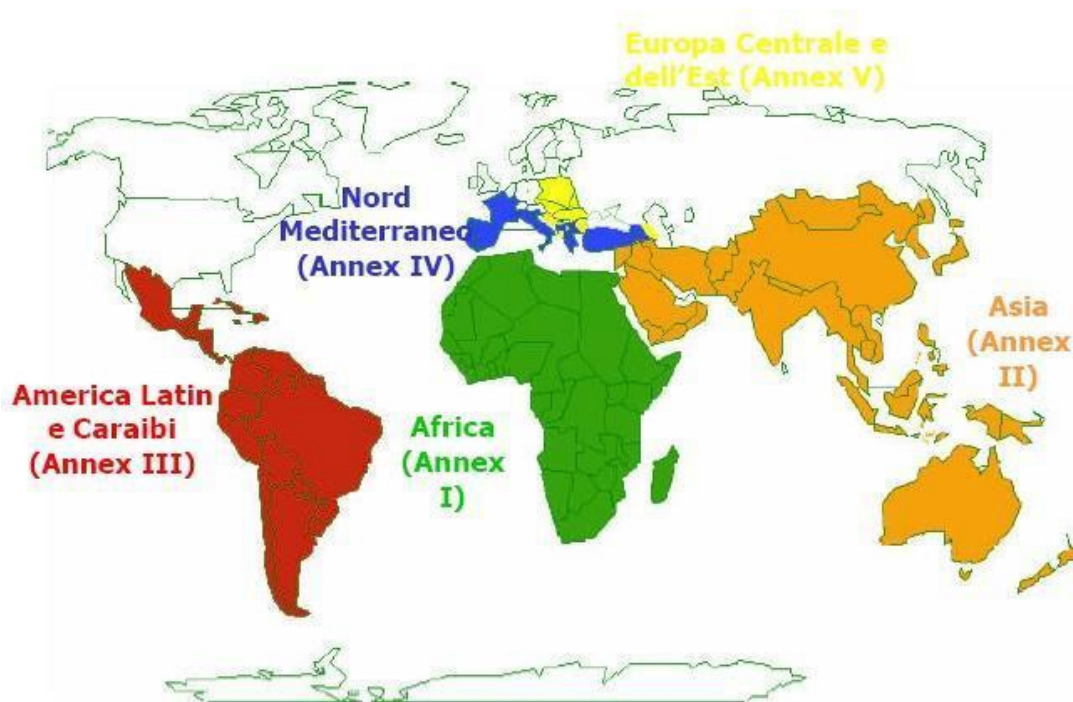 Europa Centrale e
dell'Est (Annex V)
Nord
Mediterraneo
(Annex IV)
Asia
(Annex
II)
America Latin
e Caraibi
(Annex III)
Africa
(Annex
I)